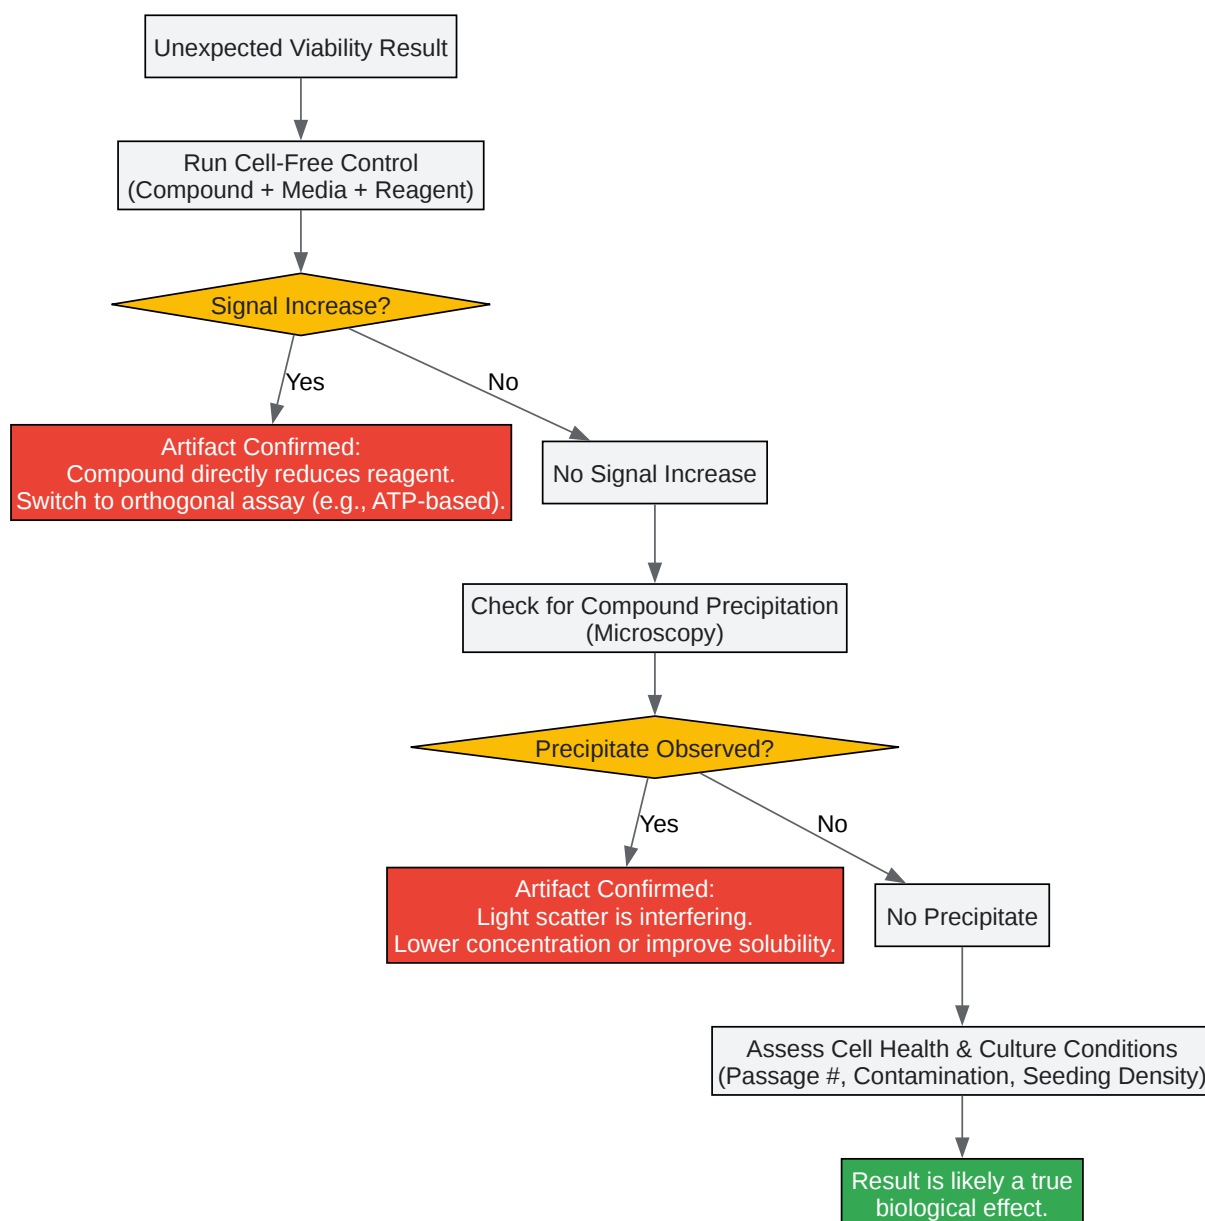 Unexpected Viability Result
Run Cell-Free Control
(Compound + Media + Reagent)
Signal Increase?
Yes
No
Artifact Confirmed:
Compound directly reduces reagent.
Switch to orthogonal assay (e.g., ATP-based).
No Signal Increase
Check for Compound Precipitation
(Microscopy)
Precipitate Observed?
Yes
No
Artifact Confirmed:
Light scatter is interfering.
Lower concentration or improve solubility.
No Precipitate
Assess Cell Health & Culture Conditions
(Passage #, Contamination, Seeding Density)
Result is likely a true
biological effect.